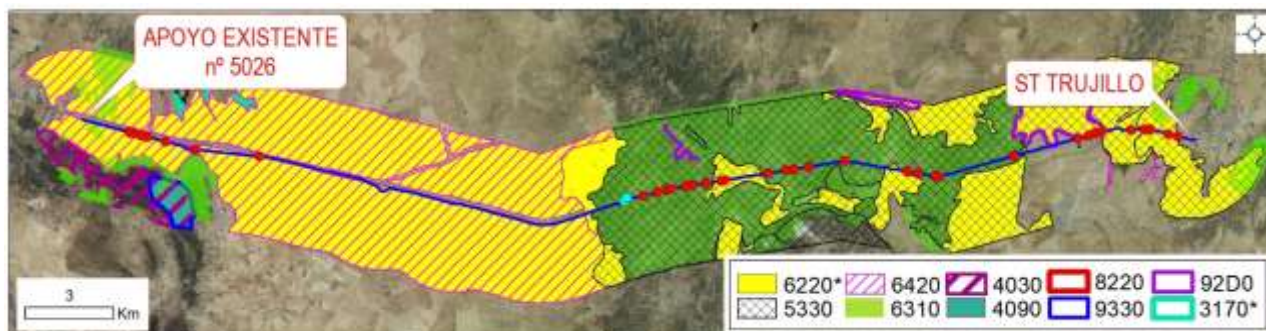 APOYO EXISTENTE
nº 5026
ST TRUJILLO
3
Km
6220* 6420 4030 8220 92D0
5330 6310 4090 9330 3170*